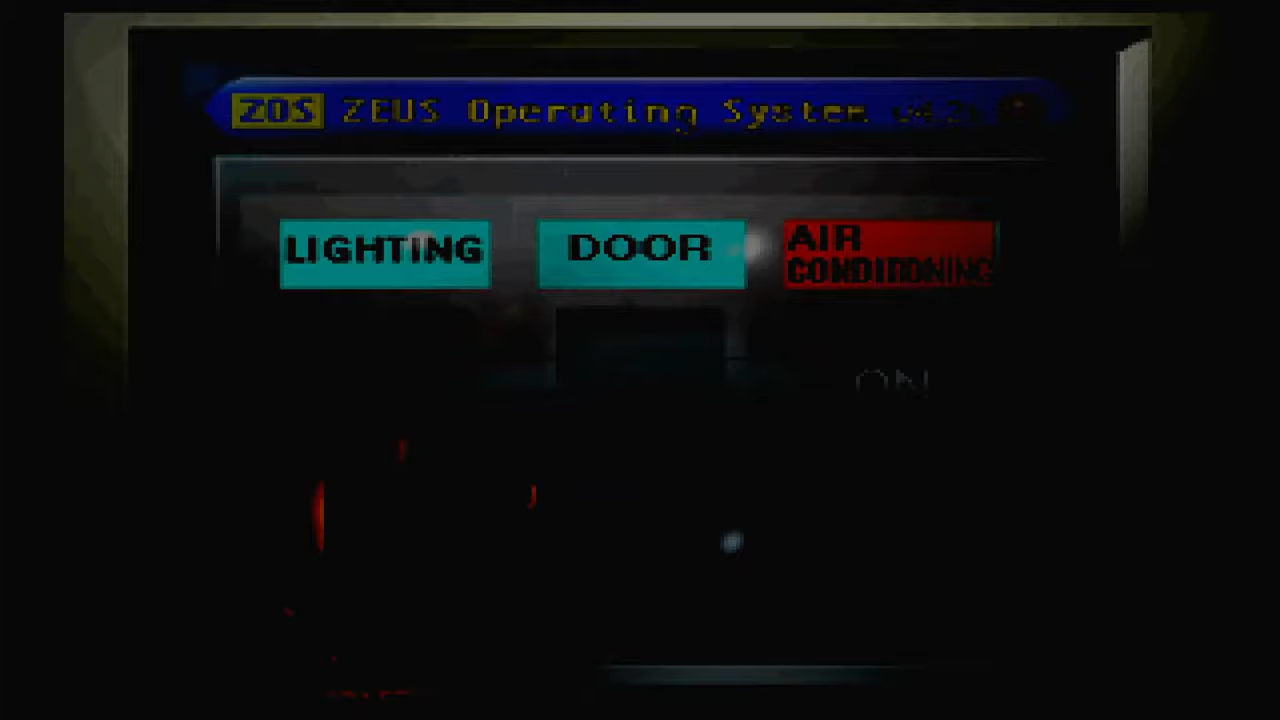 ZOS ZEUS Operating System
LIGHTING
DOOR
AIR
CONDITIONING
ON